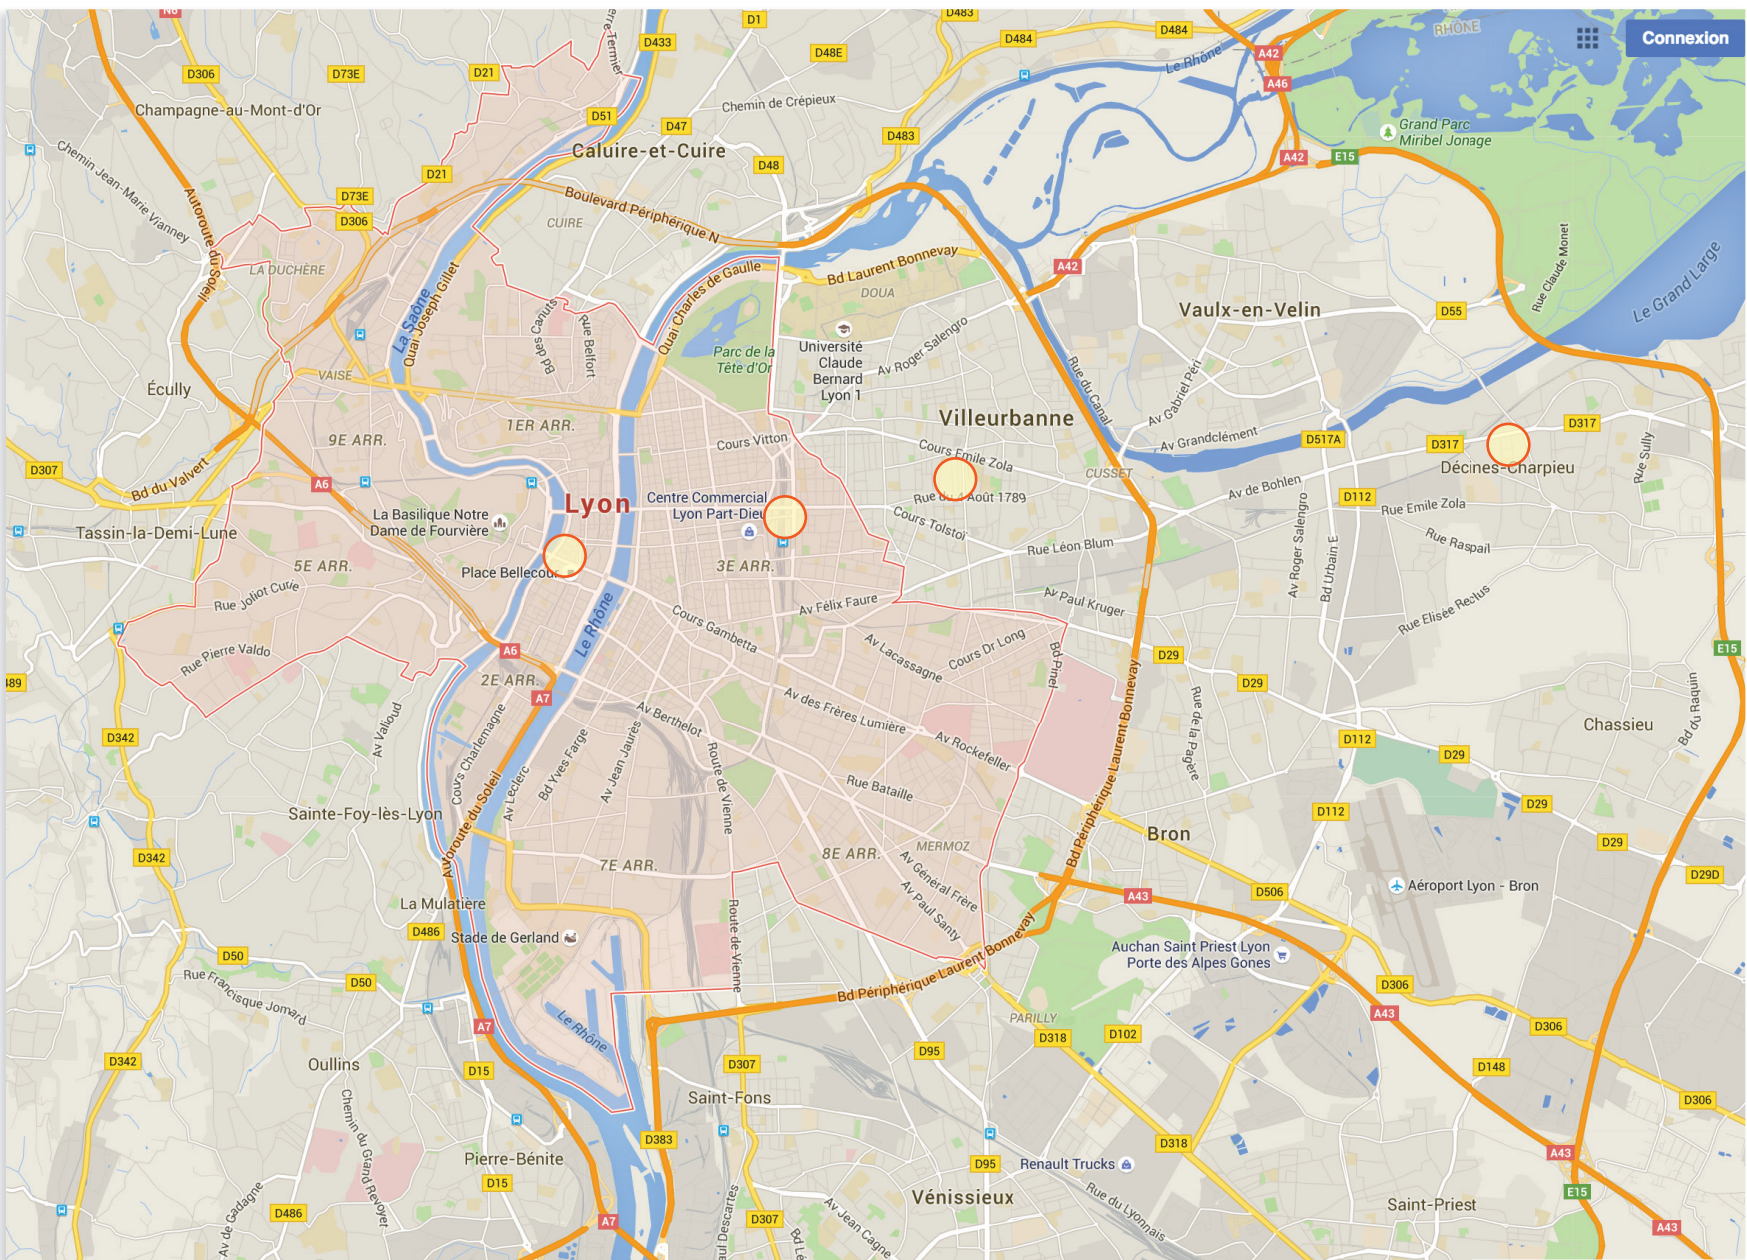 N6
D1
D483
D484
D484
RHÔNE
Connexion
D433
D48E
A42
Le Rhône
D306
D73E
D21
A46
Champagne-au-Mont-d'Or
Chemin de Crépieux
D51
D47
D483
Grand Parc
Miribel Jonage
Caluire-et-Cuire
D48
A42
E15
Chemin Jean-Marie Vianney
D21
D73E
D306
Boulevard Périphérique N
CUIRE
Autoroute du Soleil
LA DUCHÈRE
Quai Charles de Gaulle
Bd Laurent Bonnevay
A42
DOUA
Rue Claude Monet
Le Grand Large
La Saône
Quai Joseph Gillet
Bd des Canuts
Rue Belfort
Vaulx-en-Velin
D55
Parc de la
Tête d'Or
Université
Claude
Bernard
Lyon 1
Av Roger Salengro
Rue du Canal
Av Gabriel Péri
Écully
VAISE
Villeurbanne
9E ARR.
1ER ARR.
Cours Vitton
Cours Emile Zola
Av Grandclément
D517A
D317
D317
D307
Bd du Valvert
A6
CUSSET
Décines-Charpieu
Rue Sully
Lyon
Centre Commercial
Lyon Part-Dieu
Rue du 4 Août 1789
Av de Bohlen
D112
Rue Emile Zola
La Basilique Notre
Dame de Fourvière
Cours Tolstoï
Tassin-la-Demi-Lune
Rue Léon Blum
Av Roger Salengro
Bd Urbain E
Rue Raspail
5E ARR.
Place Bellecour
3E ARR.
Rue Joliot Curie
Le Rhône
Av Félix Faure
Av Paul Kruger
Rue Elisée Reclus
Rue Pierre Valdo
A6
Cours Gambetta
Av Lacassagne
Cours Dr Long
Bd Pinel
D29
E15
489
2E ARR.
A7
D29
Av Valioud
Cours Charlemagne
Av Berthelot
Av des Frères Lumière
Bd Périphérique Laurent Bonnevay
Rue de la Pagère
Chassieu
Bd du Raquin
D342
Bd Yves Farge
Av Jean Jaurès
Route de Vienne
Av Rockefeller
D112
D29
Av Leclerc
Rue Bataille
Sainte-Foy-lès-Lyon
Autoroute du Soleil
D112
D29
Bron
D29
D342
7E ARR.
8E ARR.
MERMOZ
Av Général Frère
Av Paul Santy
A43
D506
Aéroport Lyon - Bron
D29D
La Mulatière
D486
Stade de Gerland
Route de Vienne
D50
Auchan Saint Priest Lyon
Porte des Alpes Gones
Rue Francisque Jomard
D50
Bd Périphérique Laurent Bonnevay
D306
Le Rhône
PARILLY
A43
A7
D318
D102
D306
D342
Oullins
D15
D307
D95
D148
Chemin du Grand Revoyet
Saint-Fons
D306
D383
D318
A43
Pierre-Bénite
D95
Renault Trucks
D15
E15
Av de Gadagne
D486
A7
D307
Av Jean Cagne
Vénissieux
Rue du Lyonnais
Saint-Priest
A43